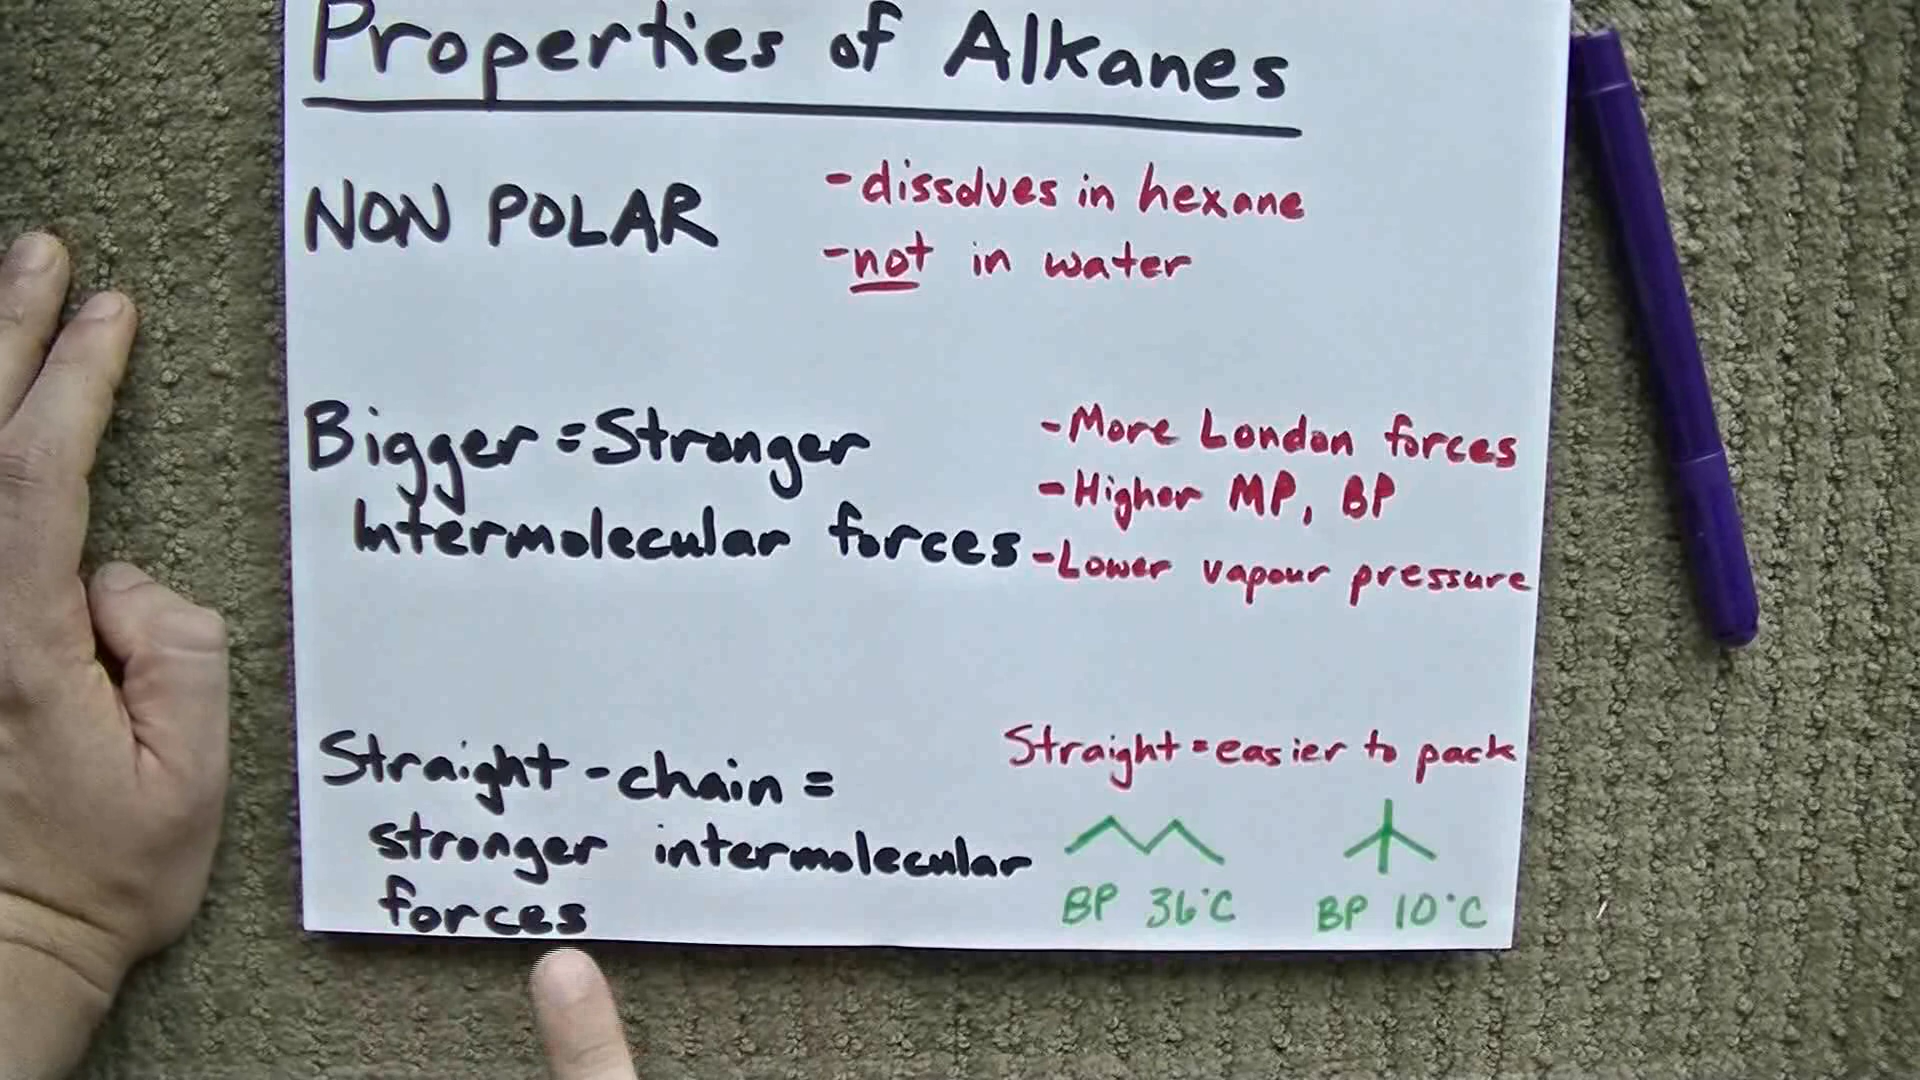 Properties of Alkanes
NON POLAR
-dissolves in hexane
-not in water
Bigger = Stronger
Intermolecular forces
-More London forces
-Higher MP, BP
-Lower vapour pressure
Straight-chain =
stronger intermolecular
forces
Straight = easier to pack
BP 36°C
BP 10°C